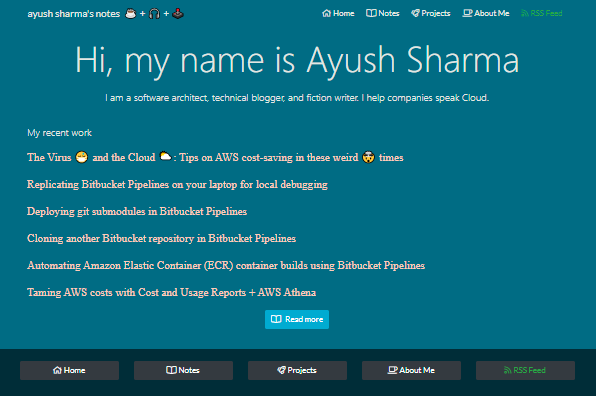 ayush sharma's notes ☕ + 🎧 + 🕹️
Home Notes Projects About Me RSS Feed
Hi, my name is Ayush Sharma
I am a software architect, technical blogger, and fiction writer. I help companies speak Cloud.
My recent work
The Virus 😷 and the Cloud 🌥️: Tips on AWS cost-saving in these weird 🤯 times
Replicating Bitbucket Pipelines on your laptop for local debugging
Deploying git submodules in Bitbucket Pipelines
Cloning another Bitbucket repository in Bitbucket Pipelines
Automating Amazon Elastic Container (ECR) container builds using Bitbucket Pipelines
Taming AWS costs with Cost and Usage Reports + AWS Athena
Read more
Home Notes Projects About Me RSS Feed